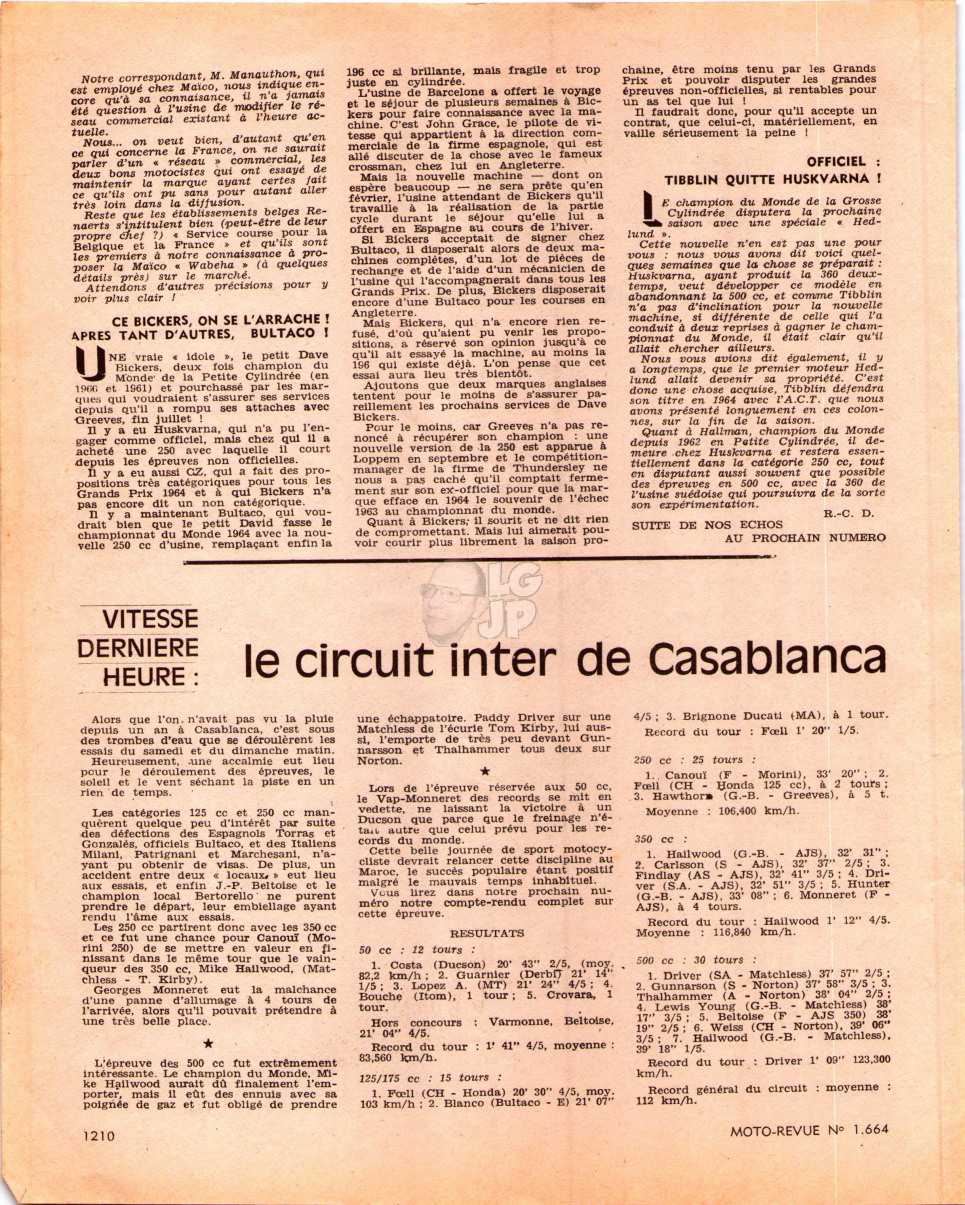 Notre correspondant, M. Manauthon, qui
est employé chez Maïco, nous indique en-
core qu'à sa connaisance, il n'a jamais
été question à l'usine de modifier le ré-
seau commercial existant à l'heure ac-
tuelle.
Nous... on veut bien, d'autant qu'en
ce qui concerne la France, on ne saurait
parler d'un « réseau » commercial, les
deux bons motocistes qui ont essayé de
maintenir la marque ayant certes fait
ce qu'ils ont pu sans pour autant aller
très loin dans la diffusion.
Reste que les établissements belges Re-
naerts s'intitulent bien (peut-être de leur
propre chef ?) « Service course pour la
Belgique et la France » et qu'ils sont
les premiers à notre connaissance à pro-
poser la Maïco « Wabeha » (à quelques
détails près) sur le marché.
Attendons d'autres précisions pour y
voir plus clair !
CE BICKERS, ON SE L'ARRACHE !
APRES TANT D'AUTRES, BULTACO !
UNE vraie « idole », le petit Dave
Bickers, deux fois champion du
Monde de la Petite Cylindrée (en
1960 et 1961) et pourchassé par les mar-
ques qui voudraient s'assurer ses services
depuis qu'il a rompu ses attaches avec
Greeves, fin juillet !
Il y a eu Huskvarna, qui n'a pu l'en-
gager comme officiel, mais chez qui il a
acheté une 250 avec laquelle il court
depuis les épreuves non officielles.
Il y a eu aussi CZ, qui a fait des pro-
positions très catégoriques pour tous les
Grands Prix 1964 et à qui Bickers n'a
pas encore dit un non catégorique.
Il y a maintenant Bultaco, qui vou-
drait bien que le petit David fasse le
championnat du Monde 1964 avec la nou-
velle 250 cc d'usine, remplaçant enfin la
196 cc si brillante, mais fragile et trop
juste en cylindrée.
L'usine de Barcelone a offert le voyage
et le séjour de plusieurs semaines à Bic-
kers pour faire connaissance avec la ma-
chine. C'est John Grace, le pilote de vi-
tesse qui appartient à la direction com-
merciale de la firme espagnole, qui est
allé discuter de la chose avec le fameux
crossman, chez lui en Angleterre.
Mais la nouvelle machine — dont on
espère beaucoup — ne sera prête qu'en
février, l'usine attendant de Bickers qu'il
travaille à la réalisation de la partie
cycle durant le séjour qu'elle lui a
offert en Espagne au cours de l'hiver.
Si Bickers acceptait de signer chez
Bultaco, il disposerait alors de deux ma-
chines complètes, d'un lot de pièces de
rechange et de l'aide d'un mécanicien de
l'usine qui l'accompagnerait dans tous les
Grands Prix. De plus, Bickers disposerait
encore d'une Bultaco pour les courses en
Angleterre.
Mais Bickers, qui n'a encore rien re-
fusé, d'où qu'aient pu venir les propo-
sitions, a réservé son opinion jusqu'à ce
qu'il ait essayé la machine, au moins la
196 qui existe déjà. L'on pense que cet
essai aura lieu très bientôt.
Ajoutons que deux marques anglaises
tentent pour le moins de s'assurer pa-
reillement les prochains services de Dave
Bickers.
Pour le moins, car Greeves n'a pas re-
noncé à récupérer son champion : une
nouvelle version de la 250 est apparue à
Loppem en septembre et le compétition-
manager de la firme de Thundersley ne
nous a pas caché qu'il comptait ferme-
ment sur son ex-officiel pour que la mar-
que efface en 1964 le souvenir de l'échec
1963 au championnat du monde.
Quant à Bickers, il sourit et ne dit rien
de compromettant. Mais lui aimerait pou-
voir courir plus librement la saison pro-
chaine, être moins tenu par les Grands
Prix et pouvoir disputer les grandes
épreuves non-officielles, si rentables pour
un as tel que lui !
Il faudrait donc, pour qu'il accepte un
contrat, que celui-ci, matériellement, en
vaille sérieusement la peine !
OFFICIEL :
TIBBLIN QUITTE HUSKVARNA !
LE champion du Monde de la Grosse
Cylindrée disputera la prochaine
saison avec une spéciale « Hed-
lund ».
Cette nouvelle n'en est pas une pour
vous : nous vous avons dit voici quel-
ques semaines que la chose se préparait :
Huskvarna, ayant produit la 360 deux-
temps, veut développer ce modèle en
abandonnant la 500 cc, et comme Tibblin
n'a pas d'inclination pour la nouvelle
machine, si différente de celle qui l'a
conduit à deux reprises à gagner le cham-
pionnat du Monde, il était clair qu'il
allait chercher ailleurs.
Nous vous avions dit également, il y
a longtemps, que le premier moteur Hed-
lund allait devenir sa propriété. C'est
donc une chose acquise, Tibblin défendra
son titre en 1964 avec l'A.C.T. que nous
avons présenté longuement en ces colon-
nes, sur la fin de la saison.
Quant à Hallman, champion du Monde
depuis 1962 en Petite Cylindrée, il de-
meure chez Huskvarna et restera essen-
tiellement dans la catégorie 250 cc, tout
en disputant aussi souvent que possible
des épreuves en 500 cc, avec la 360 de
l'usine suédoise qui poursuivra de la sorte
son expérimentation.
R.-C. D.
SUITE DE NOS ECHOS
AU PROCHAIN NUMERO
LG
JP
VITESSE
DERNIERE
HEURE :
le circuit inter de Casablanca
Alors que l'on n'avait pas vu la pluie
depuis un an à Casablanca, c'est sous
des trombes d'eau que se déroulèrent les
essais du samedi et du dimanche matin.
Heureusement, une accalmie eut lieu
pour le déroulement des épreuves, le
soleil et le vent séchant la piste en un
rien de temps.
Les catégories 125 cc et 250 cc man-
quèrent quelque peu d'intérêt par suite
des défections des Espagnols Torras et
Gonzalés, officiels Bultaco, et des Italiens
Milani, Patrignani et Marchesani, n'a-
yant pu obtenir de visas. De plus, un
accident entre deux « locaux » eut lieu
aux essais, et enfin J.-P. Beltoise et le
champion local Bertorello ne purent
prendre le départ, leur embiellage ayant
rendu l'âme aux essais.
Les 250 cc partirent donc avec les 350 cc
et ce fut une chance pour Canouï (Mo-
rini 250) de se mettre en valeur en fi-
nissant dans le même tour que le vain-
queur des 350 cc, Mike Hailwood, (Mat-
chless - T. Kirby).
Georges Monneret eut la malchance
d'une panne d'allumage à 4 tours de
l'arrivée, alors qu'il pouvait prétendre à
une très belle place.
★
L'épreuve des 500 cc fut extrêmement
intéressante. Le champion du Monde, Mi-
ke Hailwood aurait dû finalement l'em-
porter, mais il eût des ennuis avec sa
poignée de gaz et fut obligé de prendre
une échappatoire. Paddy Driver sur une
Matchless de l'écurie Tom Kirby, lui aus-
si, l'emporte de très peu devant Gun-
narsson et Thalhammer tous deux sur
Norton.
★
Lors de l'épreuve réservée aux 50 cc,
le Vap-Monneret des records se mit en
vedette, ne laissant la victoire à un
Ducson que parce que le freinage n'é-
tait autre que celui prévu pour les re-
cords du monde.
Cette belle journée de sport motocy-
cliste devrait relancer cette discipline au
Maroc, le succès populaire étant positif
malgré le mauvais temps inhabituel.
Vous lirez dans notre prochain nu-
méro notre compte-rendu complet sur
cette épreuve.
RESULTATS
50 cc : 12 tours :
1. Costa (Ducson) 20' 43" 2/5, (moy.
82,2 km/h ; 2. Guarnier (Derbi) 21' 14"
1/5 ; 3. Lopez A. (MT) 21' 24" 4/5 ; 4.
Bouche (Itom), 1 tour ; 5. Crovara, 1
tour.
Hors concours : Varmonne, Beltoise,
21' 04" 4/5.
Record du tour : 1' 41" 4/5, moyenne :
83,560 km/h.
125/175 cc : 15 tours :
1. Fœll (CH - Honda) 20' 30" 4/5, moy.
103 km/h ; 2. Blanco (Bultaco - E) 21' 07"
4/5 ; 3. Brignone Ducati (MA), à 1 tour.
Record du tour : Fœll 1' 20" 1/5.
250 cc : 25 tours :
1. Canouï (F - Morini), 33' 20" ; 2.
Fœll (CH - Honda 125 cc), à 2 tours ;
3. Hawthorn (G.-B. - Greeves), à 5 t.
Moyenne : 106,400 km/h.
350 cc :
1. Hailwood (G.-B. - AJS), 32' 31" ;
2. Carlsson (S - AJS), 32' 37" 2/5 ; 3.
Findlay (AS - AJS), 32' 41" 3/5 ; 4. Dri-
ver (S.A. - AJS), 32' 51" 3/5 ; 5. Hunter
(G.-B. - AJS), 33' 08" ; 6. Monneret (F -
AJS), à 4 tours.
Record du tour : Hailwood 1' 12" 4/5.
Moyenne : 116,840 km/h.
500 cc : 30 tours :
1. Driver (SA - Matchless) 37' 57" 2/5 ;
2. Gunnarson (S - Norton) 37' 58" 3/5 ; 3.
Thalhammer (A - Norton) 38' 04" 2/5 ;
4. Lewis Young (G.-B. - Matchless) 38'
17" 3/5 ; 5. Beltoise (F - AJS 350) 38'
19" 2/5 ; 6. Weiss (CH - Norton), 39' 06"
3/5 ; 7. Hailwood (G.-B. - Matchless),
39' 18" 1/5.
Record du tour : Driver 1' 09" 123,300
km/h.
Record général du circuit : moyenne :
112 km/h.
1210
MOTO-REVUE N° 1.664